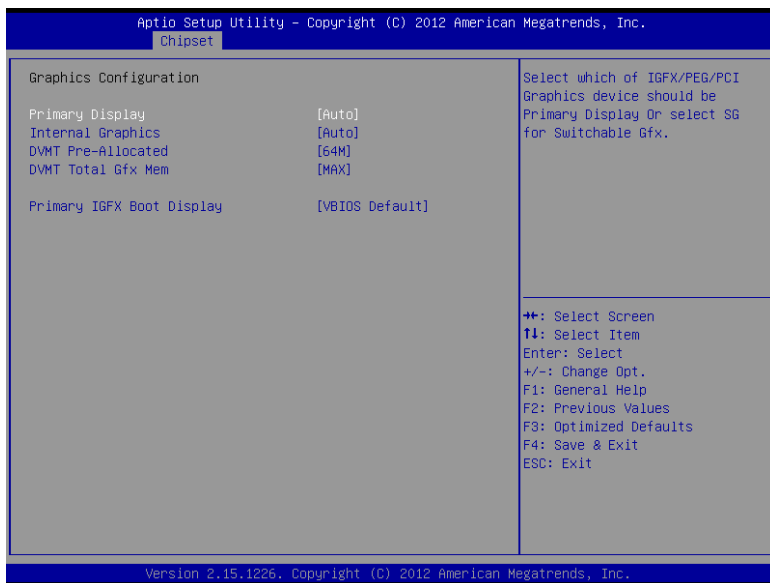 Aptio Setup Utility – Copyright (C) 2012 American Megatrends, Inc.
Chipset
Graphics Configuration
Primary Display [Auto]
Internal Graphics [Auto]
DVMT Pre-Allocated [64M]
DVMT Total Gfx Mem [MAX]
Primary IGFX Boot Display [VBIOS Default]
Select which of IGFX/PEG/PCI
Graphics device should be
Primary Display Or select SG
for Switchable Gfx.
→←: Select Screen
↑↓: Select Item
Enter: Select
+/-: Change Opt.
F1: General Help
F2: Previous Values
F3: Optimized Defaults
F4: Save & Exit
ESC: Exit
Version 2.15.1226. Copyright (C) 2012 American Megatrends, Inc.